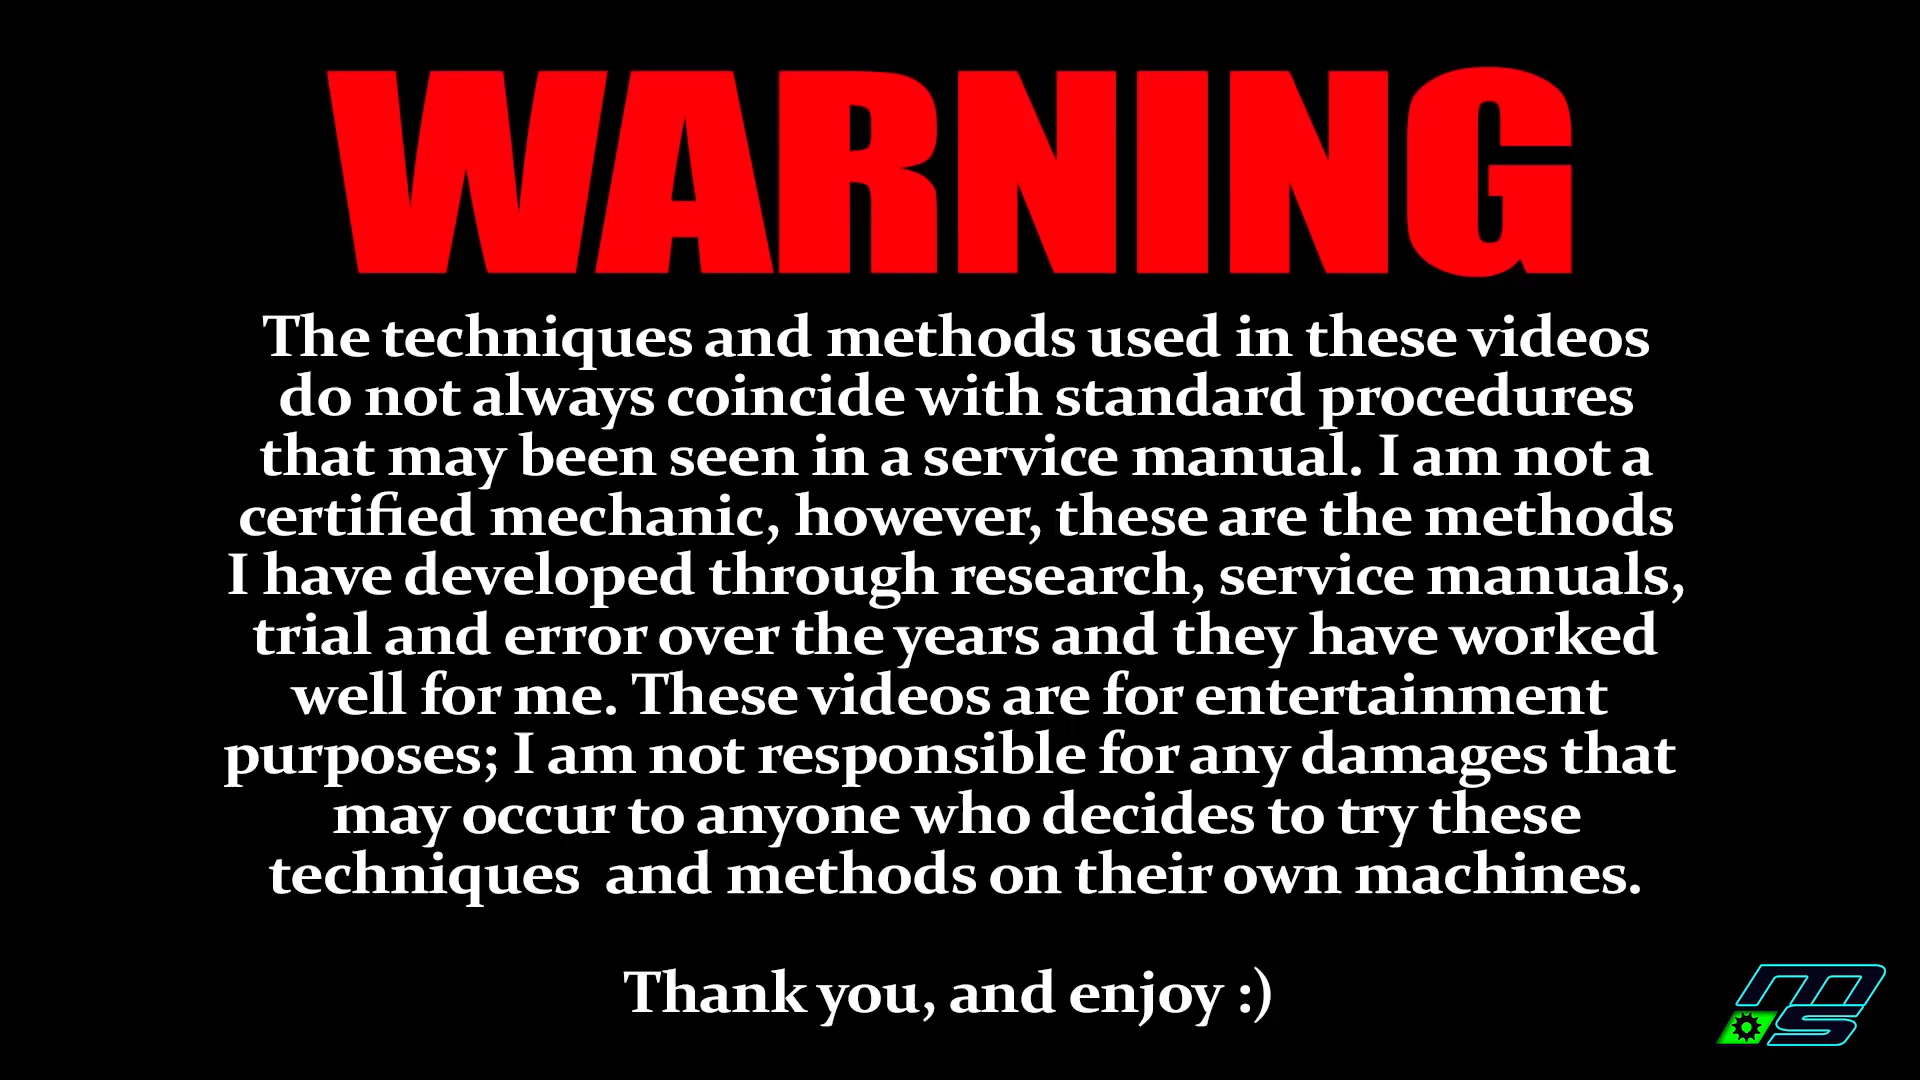 WARNING
The techniques and methods used in these videos
do not always coincide with standard procedures
that may been seen in a service manual. I am not a
certified mechanic, however, these are the methods
I have developed through research, service manuals,
trial and error over the years and they have worked
well for me. These videos are for entertainment
purposes; I am not responsible for any damages that
may occur to anyone who decides to try these
techniques  and methods on their own machines.
Thank you, and enjoy :)